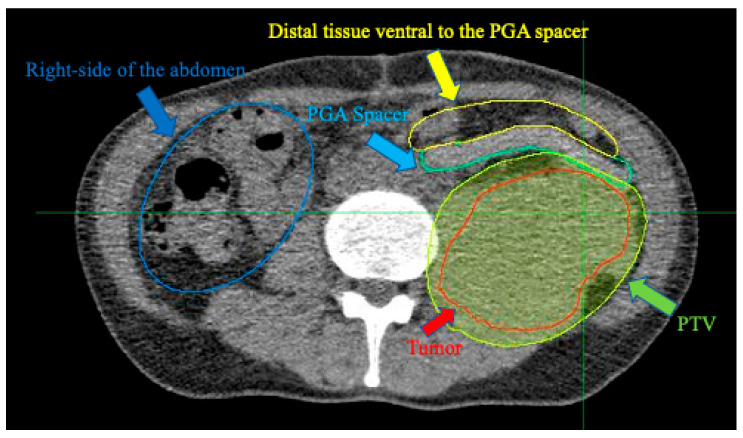 Distal tissue ventral to the PGA spacer
Right-side of the abdomen
PGA Spacer
PTV
Tumor